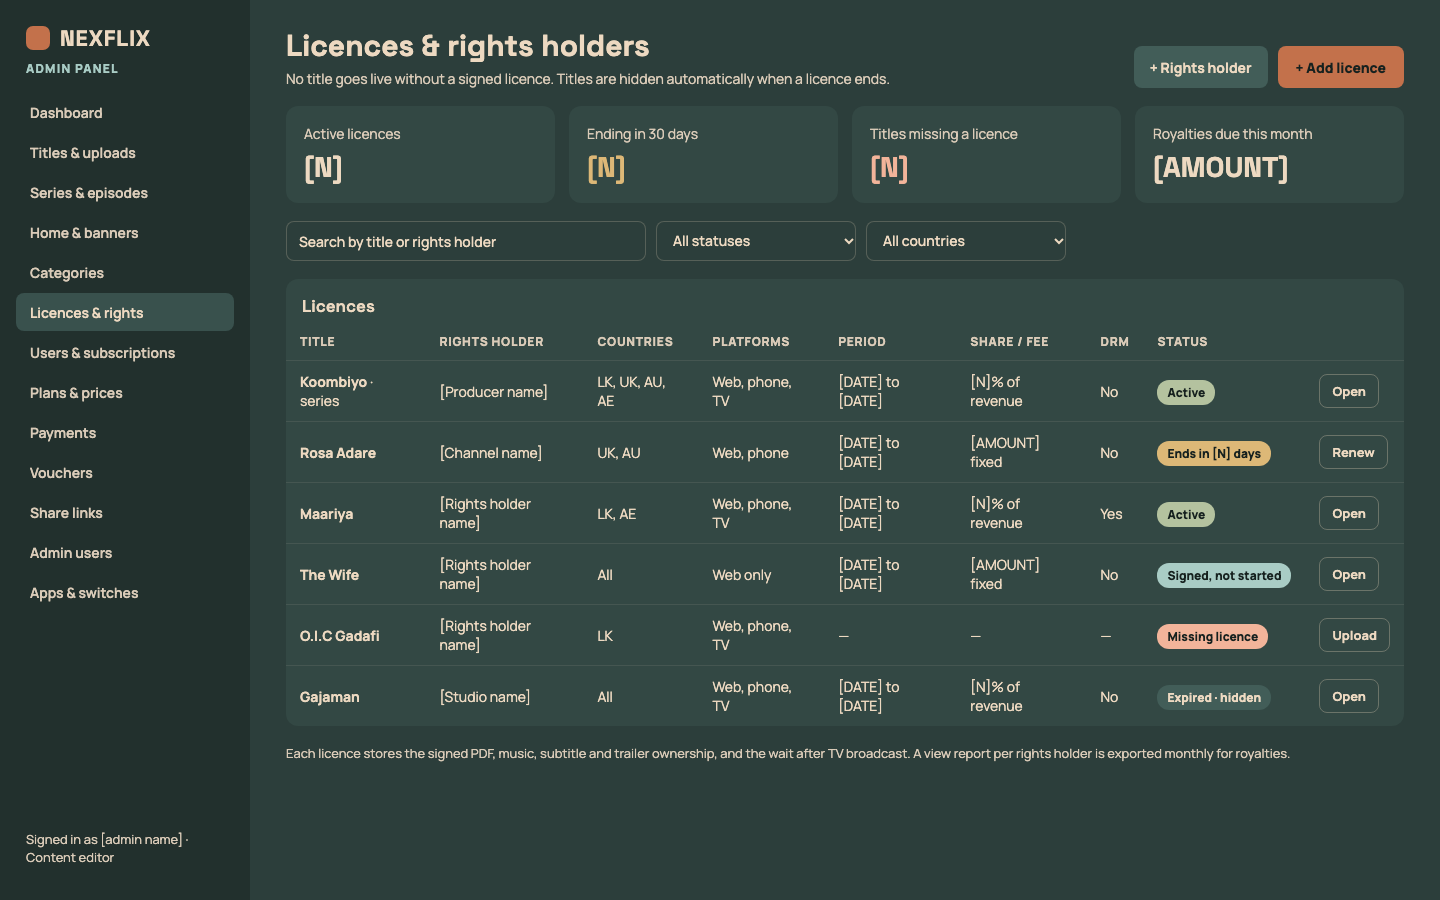 NEXFLIX
ADMIN PANEL
Dashboard
Titles & uploads
Series & episodes
Home & banners
Categories
Licences & rights
Users & subscriptions
Plans & prices
Payments
Vouchers
Share links
Admin users
Apps & switches
Signed in as [admin name] ·
Content editor
Licences & rights holders
No title goes live without a signed licence. Titles are hidden automatically when a licence ends.
+ Rights holder
+ Add licence
Active licences
[N]
Ending in 30 days
[N]
Titles missing a licence
[N]
Royalties due this month
[AMOUNT]
Search by title or rights holder
All statuses
All countries
Licences
TITLE RIGHTS HOLDER COUNTRIES PLATFORMS PERIOD SHARE / FEE DRM STATUS
Koombiyo · [Producer name] LK, UK, AU, Web, phone, [DATE] to [N]% of No Active Open
series AE TV [DATE] revenue
Rosa Adare [Channel name] UK, AU Web, phone [DATE] to [AMOUNT] No Ends in [N] days Renew
[DATE] fixed
Maariya [Rights holder LK, AE Web, phone, [DATE] to [N]% of Yes Active Open
name] TV [DATE] revenue
The Wife [Rights holder All Web only [DATE] to [AMOUNT] No Signed, not started Open
name] [DATE] fixed
O.I.C Gadafi [Rights holder LK Web, phone, — — — Missing licence Upload
name] TV
Gajaman [Studio name] All Web, phone, [DATE] to [N]% of No Expired · hidden Open
TV [DATE] revenue
Each licence stores the signed PDF, music, subtitle and trailer ownership, and the wait after TV broadcast. A view report per rights holder is exported monthly for royalties.